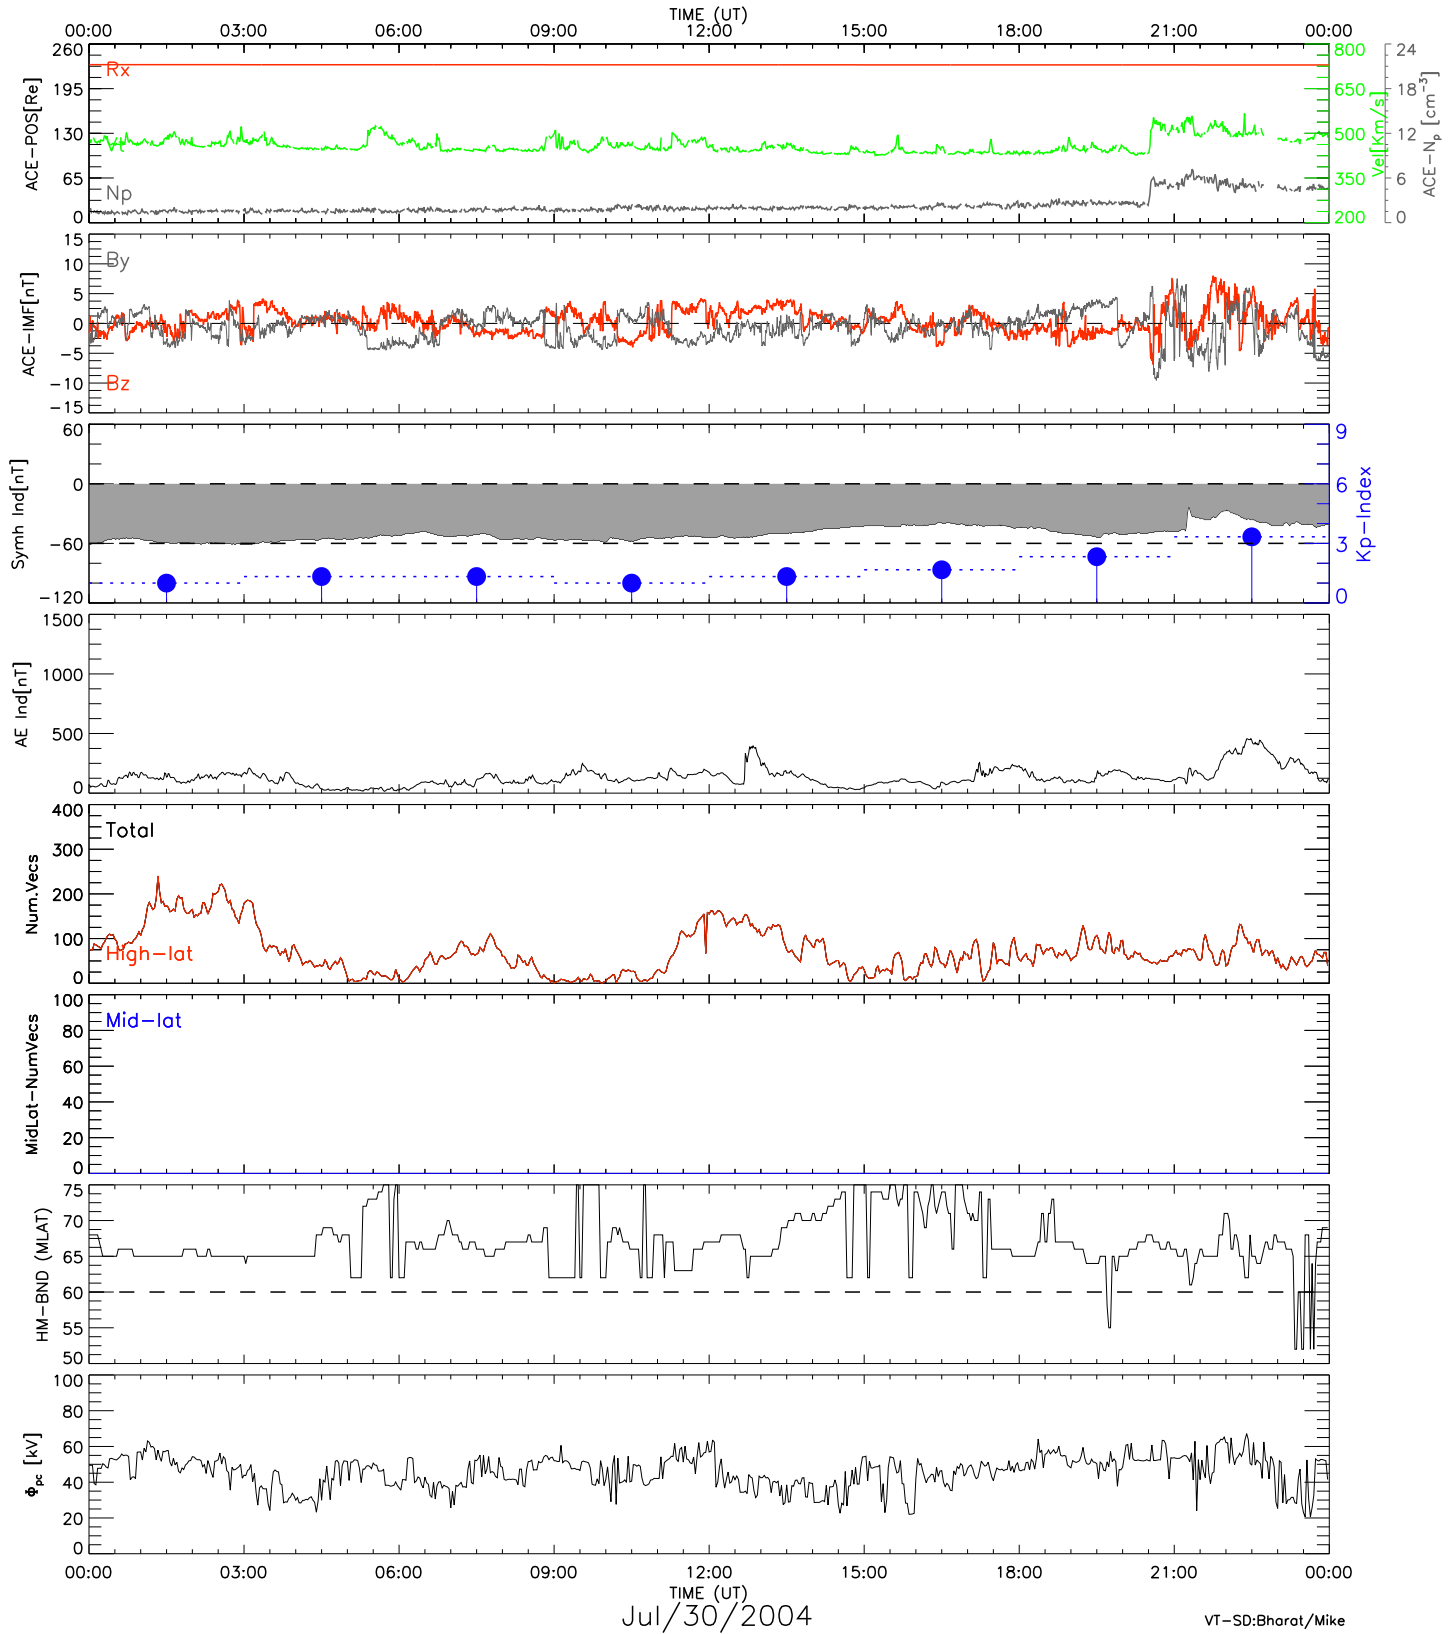 TIME (UT)
00:00 03:00 06:00 09:00 12:00 15:00 18:00 21:00 00:00
ACE-POS[Re]
260
195
130
65
0
Rx
Np
800
650
500
350
200
Vel[Km/s]
24
18
12
6
0
ACE-Np [cm-3]
ACE-IMF[nT]
15
10
5
0
-5
-10
-15
By
Bz
Symh Ind[nT]
60
0
-60
-120
9
6
3
0
Kp-Index
AE Ind[nT]
1500
1000
500
0
Num.Vecs
400
300
200
100
0
Total
High-lat
MidLat-NumVecs
100
80
60
40
20
0
Mid-lat
HM-BND (MLAT)
75
70
65
60
55
50
Φpc [kV]
100
80
60
40
20
0
00:00 03:00 06:00 09:00 12:00 15:00 18:00 21:00 00:00
TIME (UT)
Jul/30/2004
VT-SD:Bharat/Mike